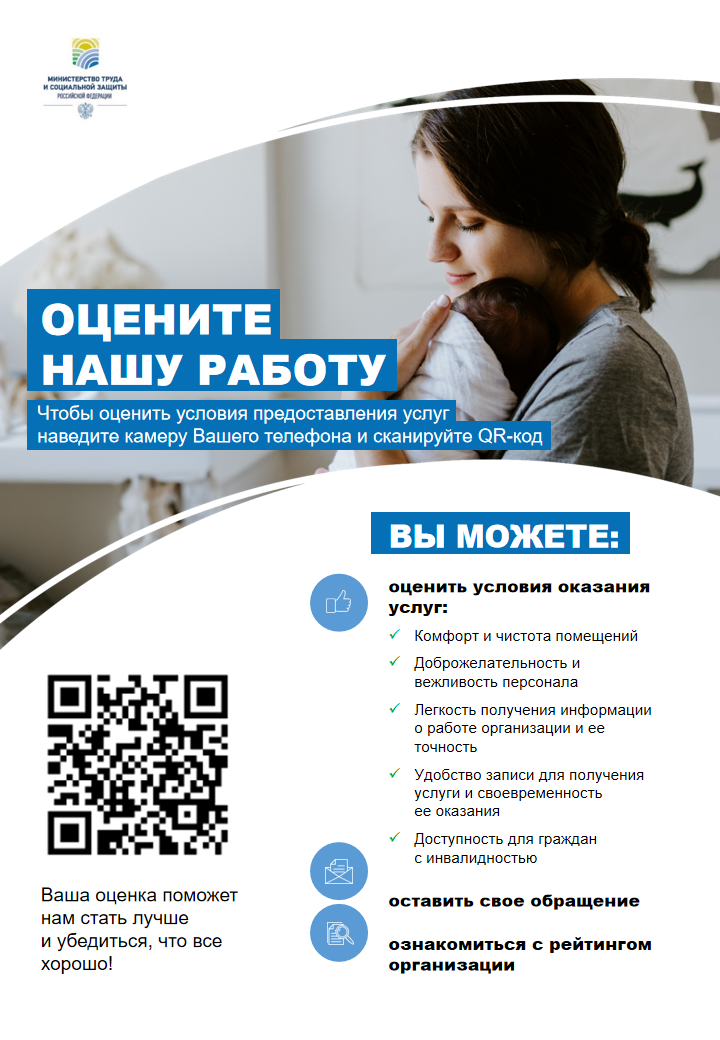 МИНИСТЕРСТВО ТРУДА
И СОЦИАЛЬНОЙ ЗАЩИТЫ
РОССИЙСКОЙ ФЕДЕРАЦИИ
ОЦЕНИТЕ
НАШУ РАБОТУ
Чтобы оценить условия предоставления услуг
наведите камеру Вашего телефона и сканируйте QR-код
ВЫ МОЖЕТЕ:
оценить условия оказания
услуг:
Комфорт и чистота помещений
Доброжелательность и
вежливость персонала
Легкость получения информации
о работе организации и ее
точность
Удобство записи для получения
услуги и своевременность
ее оказания
Доступность для граждан
с инвалидностью
оставить свое обращение
ознакомиться с рейтингом
организации
Ваша оценка поможет
нам стать лучше
и убедиться, что все
хорошо!